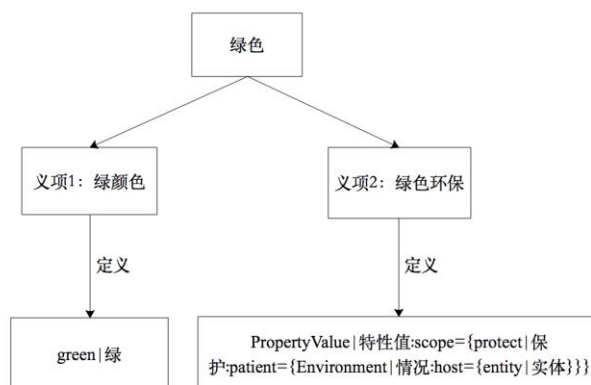 绿色
义项1：绿颜色
义项2：绿色环保
定义
定义
green|绿
PropertyValue|特性值:scope={protect|保
护:patient={Environment|情况:host={entity|实体}}}